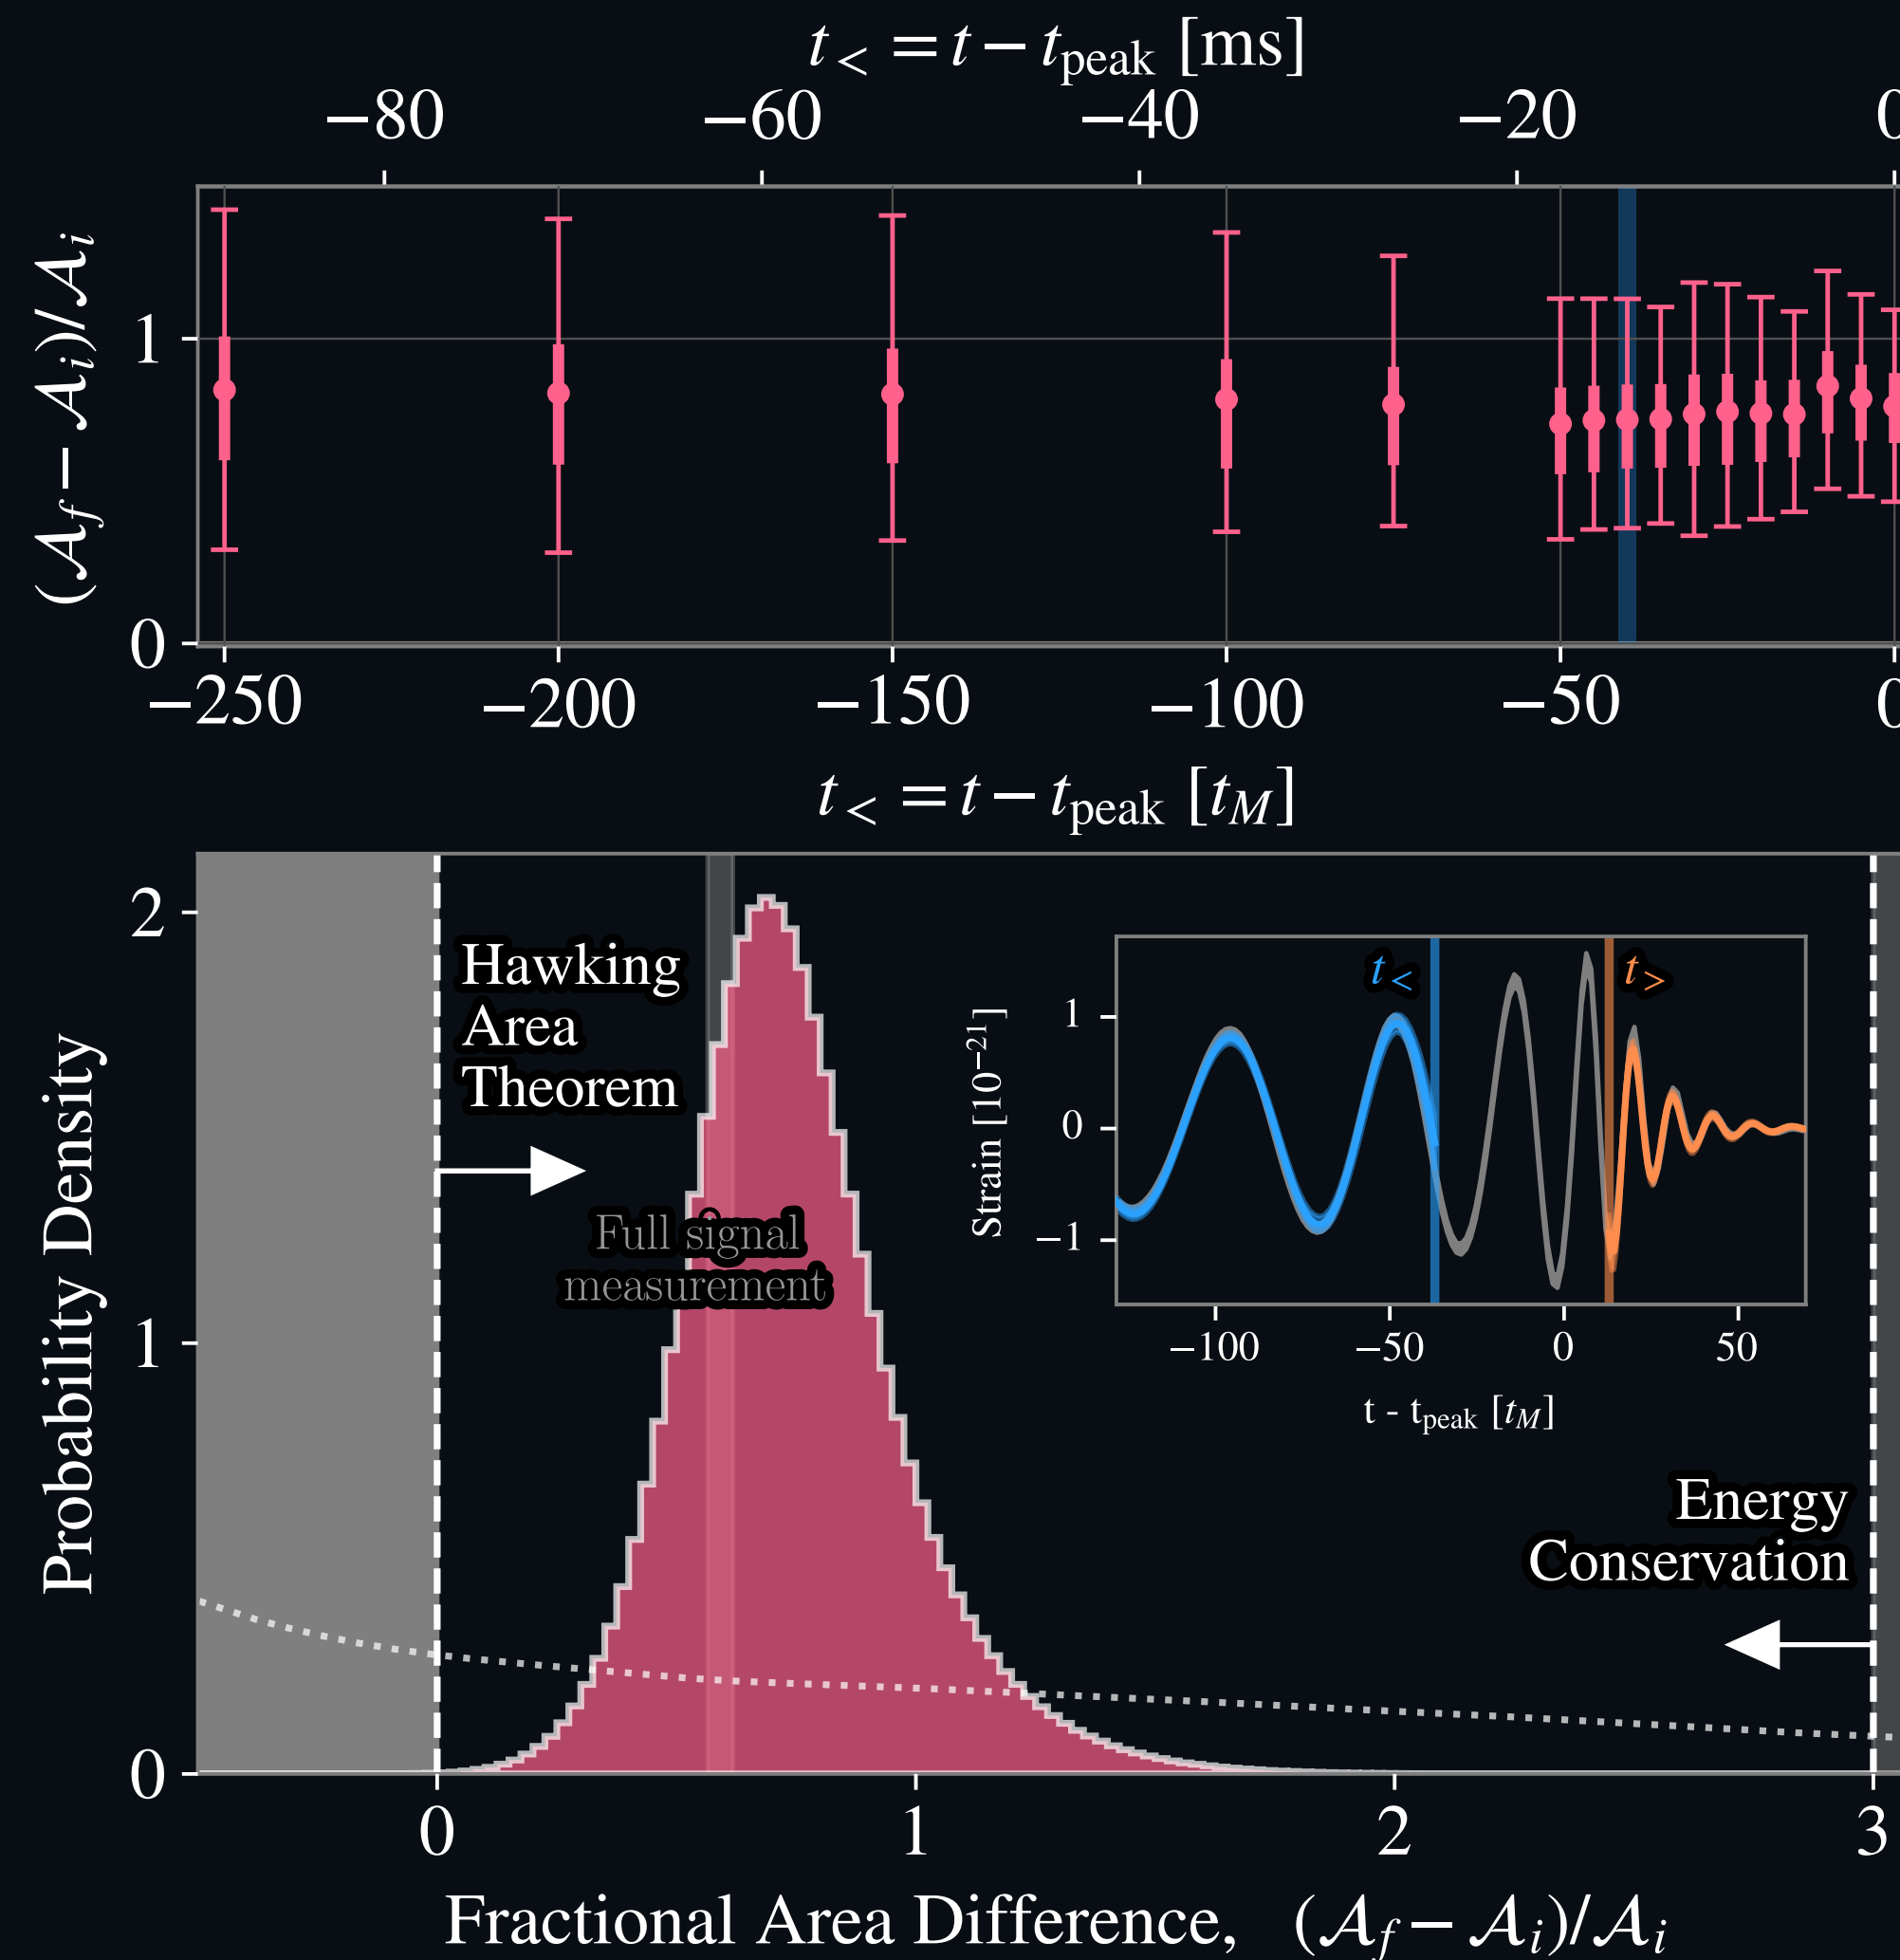 t< = t − tpeak [ms]
−80 −60 −40 −20 0
(𝒜f − 𝒜i)/𝒜i
1
0
−250 −200 −150 −100 −50 0
t< = t − tpeak [tM]
Probability Density
2
1
0
Hawking
Area
Theorem
Full signal
measurement
t< t>
Strain [10−21]
1
0
−1
−100 −50 0 50
t - tpeak [tM]
Energy
Conservation
0 1 2 3
Fractional Area Difference, (𝒜f − 𝒜i)/𝒜i